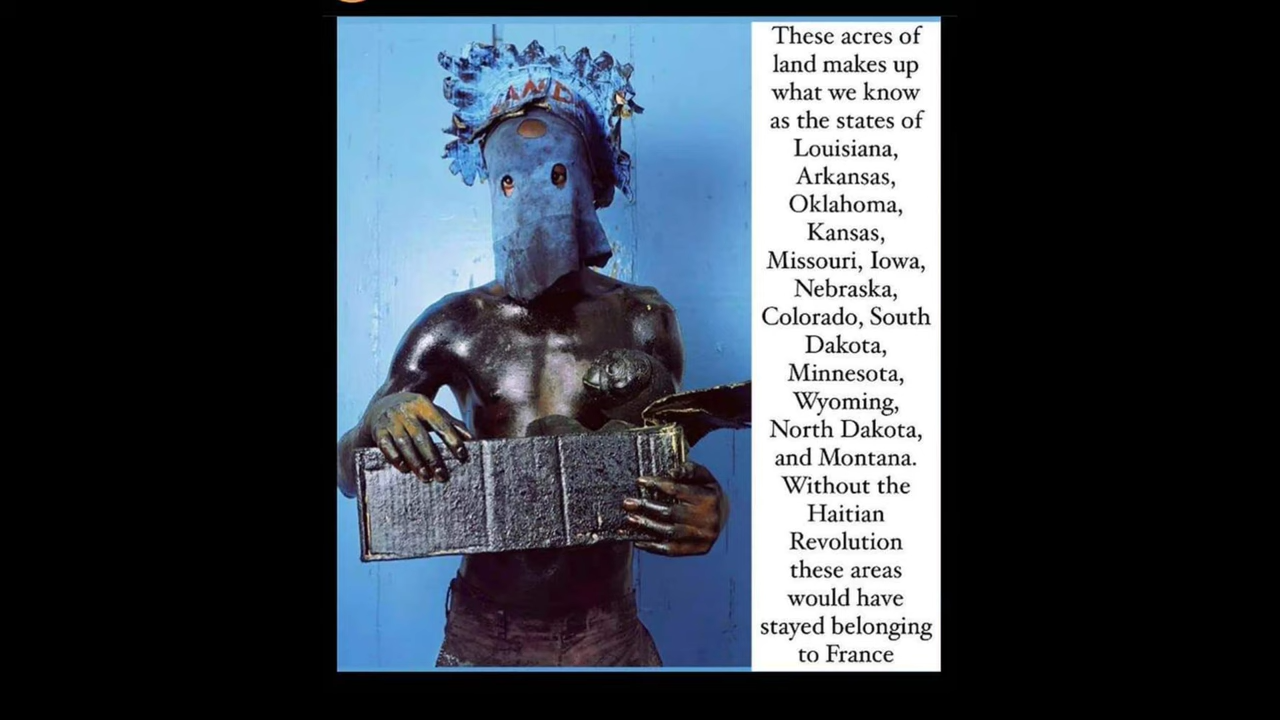 These acres of
land makes up
what we know
as the states of
Louisiana,
Arkansas,
Oklahoma,
Kansas,
Missouri, Iowa,
Nebraska,
Colorado, South
Dakota,
Minnesota,
Wyoming,
North Dakota,
and Montana.
Without the
Haitian
Revolution
these areas
would have
stayed belonging
to France